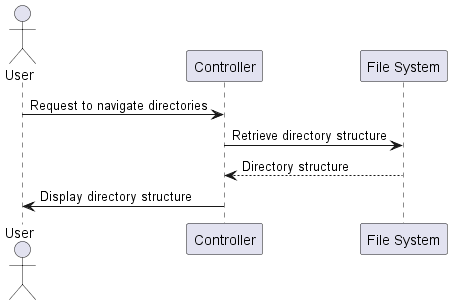 User
Controller
File System
Request to navigate directories
Retrieve directory structure
Directory structure
Display directory structure
User
Controller
File System